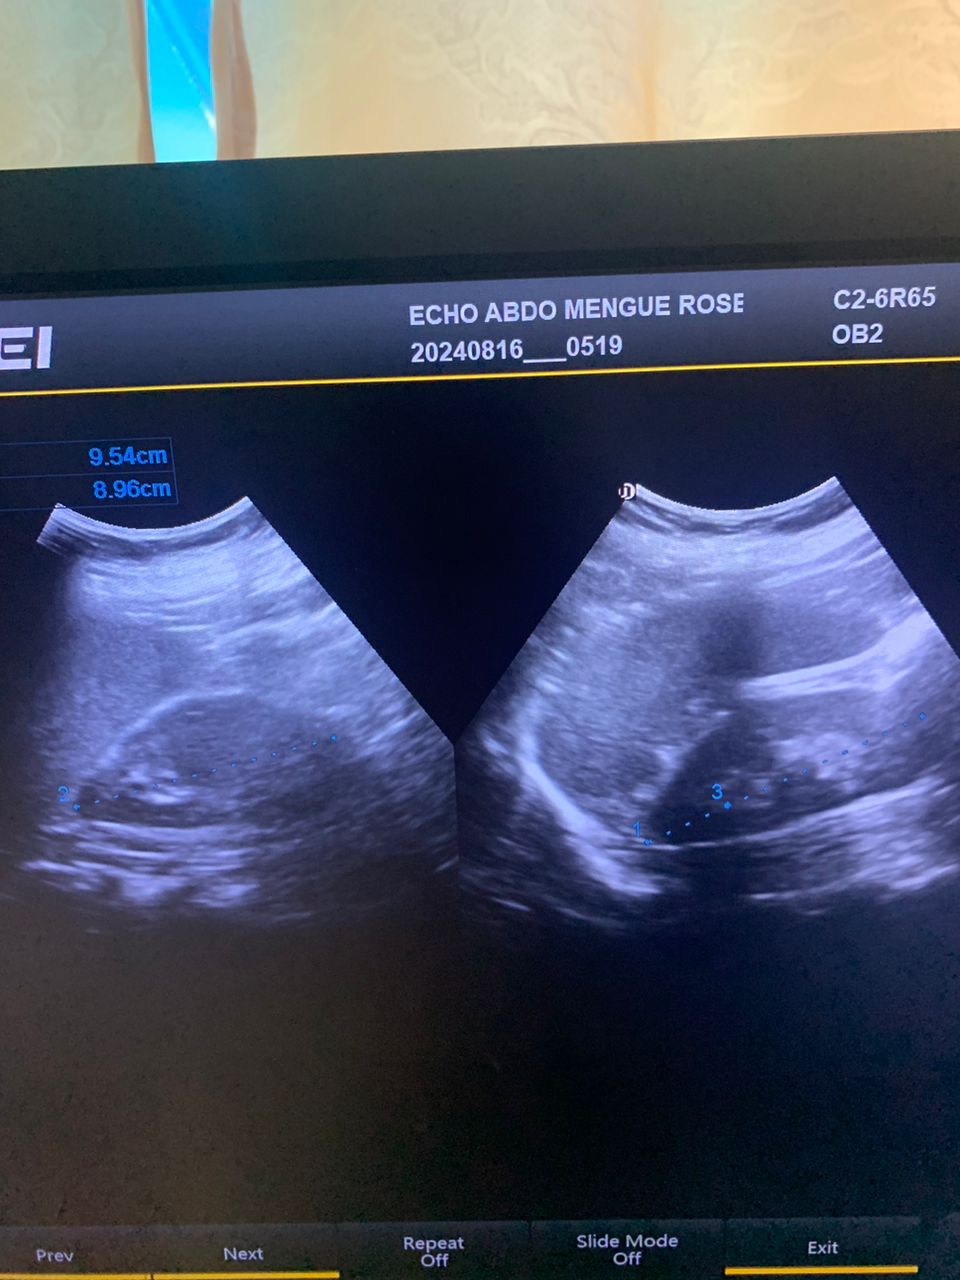 EI
ECHO ABDO MENGUE ROSE
20240816___0519
C2-6R65
OB2
9.54cm
8.96cm
2
1
3
Prev
Next
Repeat
Off
Slide Mode
Off
Exit